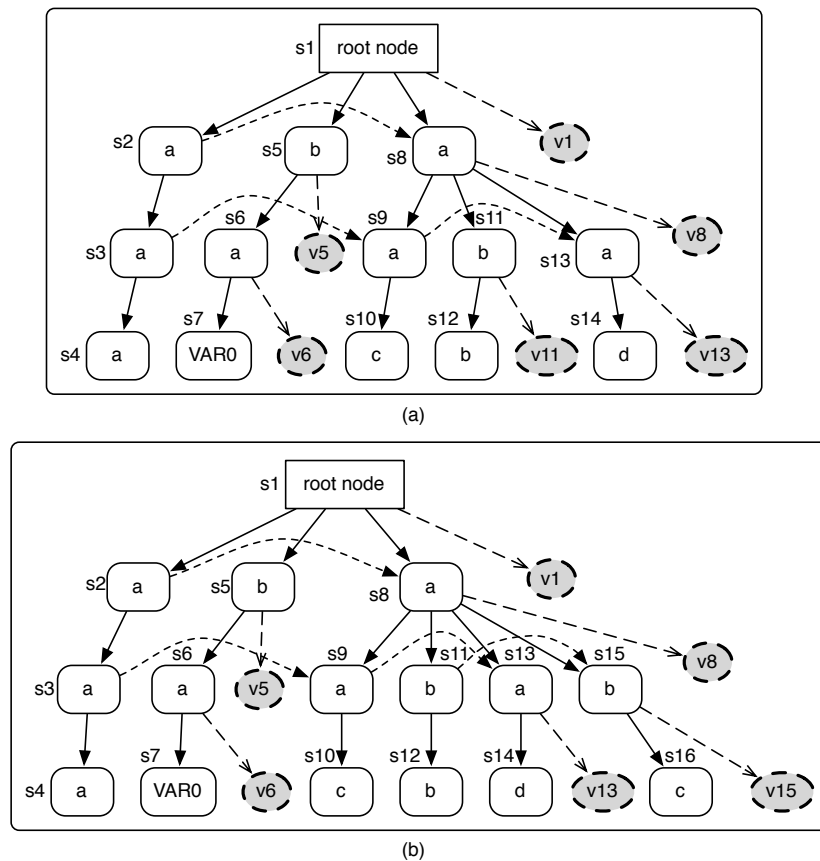 s1 root node
s2 a s5 b s8 a v1
s3 a s6 a v5 s9 a s11 b s13 a v8
s4 a s7 VAR0 v6 s10 c s12 b v11 s14 d v13
(a)
s1 root node
s2 a s5 b s8 a v1
s3 a s6 a v5 s9 a s11 b s13 a s15 b v8
s4 a s7 VAR0 v6 s10 c s12 b s14 d v13 s16 c v15
(b)